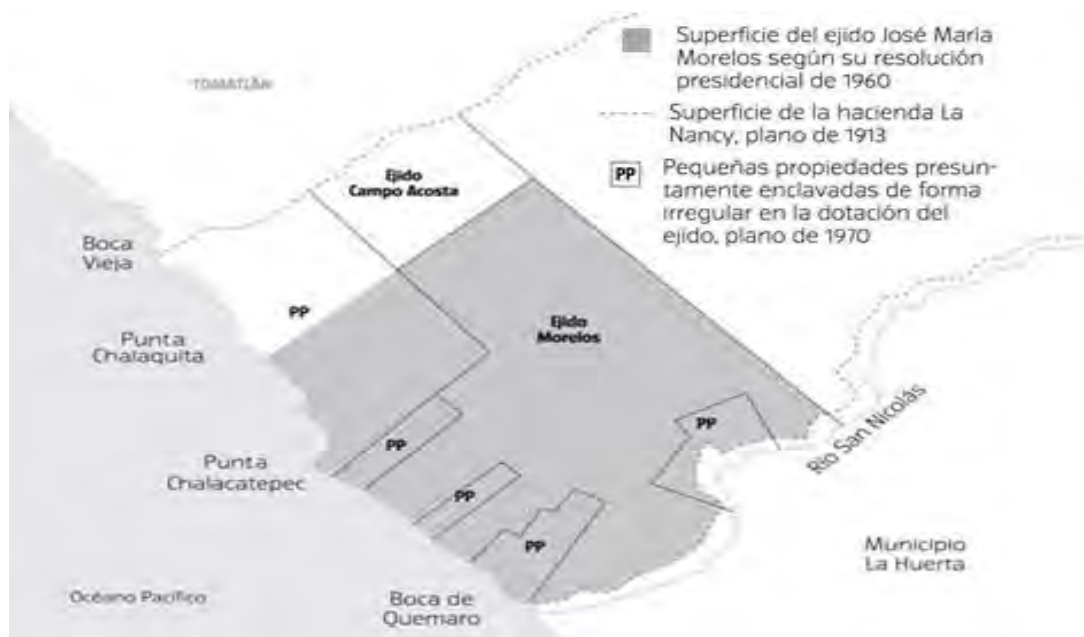 Superficie del ejido José María
Morelos según su resolución
presidencial de 1960
Superficie de la hacienda La
Nancy, plano de 1913
PP
Pequeñas propiedades presun-
tamente enclavadas de forma
irregular en la dotación del
ejido, plano de 1970
TOMATLÁN
Ejido
Campo Acosta
Boca
Vieja
PP
Punta
Chalaquita
Ejido
Morelos
PP
PP
Río San Nicolás
Punta
Chalacatepec
PP
PP
Municipio
La Huerta
Océano Pacífico
Boca de
Quemaro